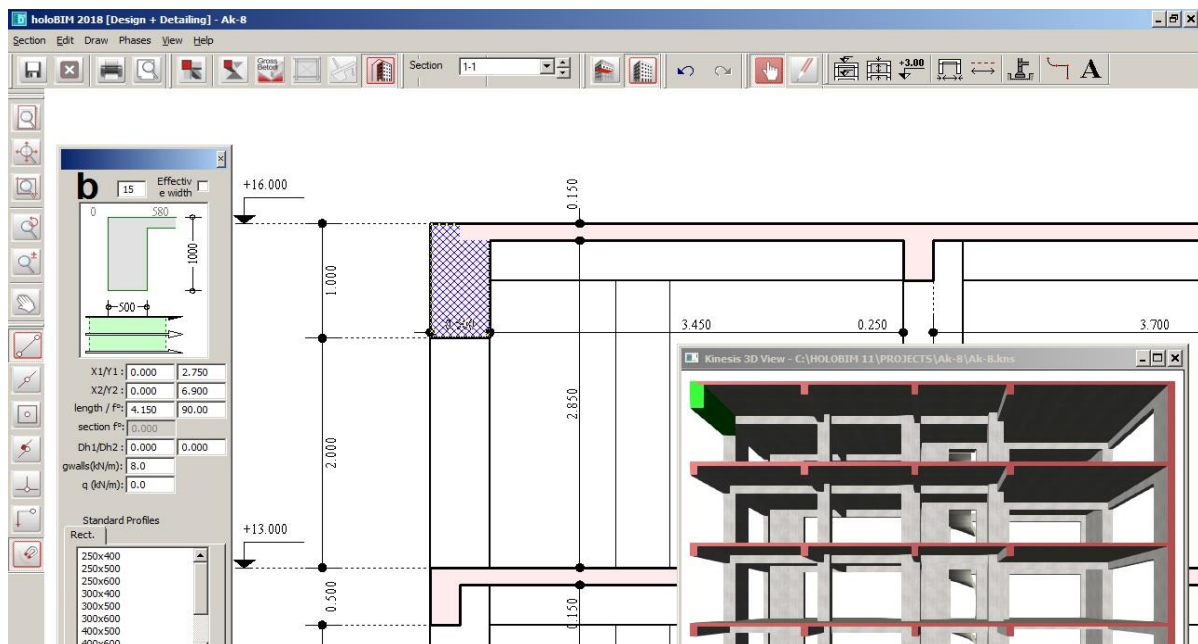 holoBIM 2018 [Design + Detailing] - Ak-8
Section Edit Draw Phases View Help
Gross
Beton
Section 1-1
+3.00
A
b 15 Effectiv
e width
0 580
1000
500
X1/Y1: 0.000 2.750
X2/Y2: 0.000 6.900
length / fº: 4.150 90.00
section fº: 0.000
Dh1/Dh2: 0.000 0.000
gwalls(kN/m): 8.0
q (kN/m): 0.0
Standard Profiles
Rect.
250x400
250x500
250x600
300x400
300x500
300x600
400x500
400x600
+16.000
0.150
1.000
3.450 0.250 3.700
2.850
2.000
+13.000
0.500
0.150
Kinesis 3D View - C:\HOLOBIM 11\PROJECTS\Ak-8\Ak-8.kns